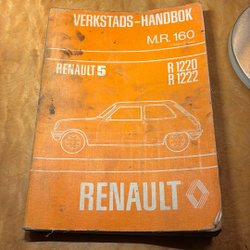 VERKSTADS-HANDBOK
M.R. 160
RENAULT 5
R 1220
R 1222
RENAULT